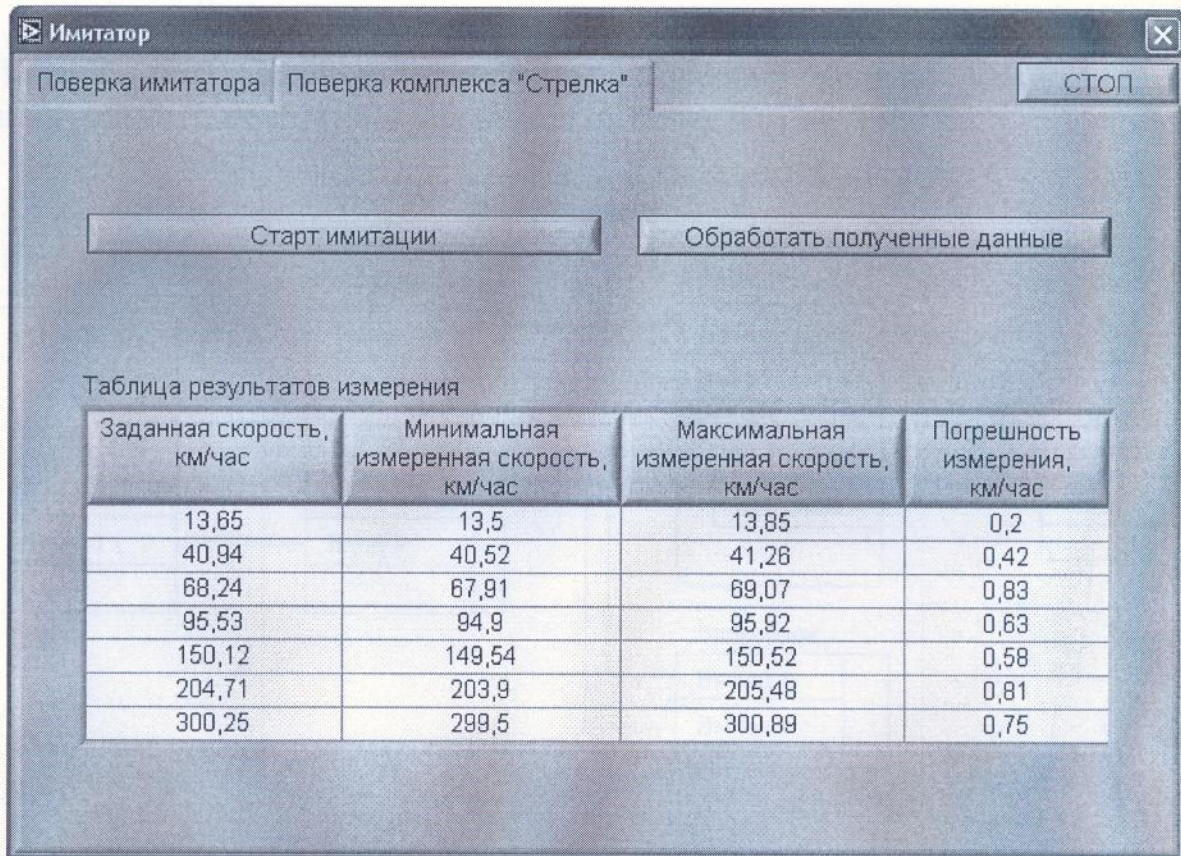 Имитатор
Поверка имитатора Поверка комплекса "Стрелка" СТОП
Старт имитации Обработать полученные данные
Таблица результатов измерения
Заданная скорость, Минимальная Максимальная Погрешность
км/час измеренная скорость, измеренная скорость, измерения,
км/час км/час км/час
13,65 13,5 13,85 0,2
40,94 40,52 41,26 0,42
68,24 67,91 69,07 0,83
95,53 94,9 95,92 0,63
150,12 149,54 150,52 0,58
204,71 203,9 205,48 0,81
300,25 299,5 300,89 0,75